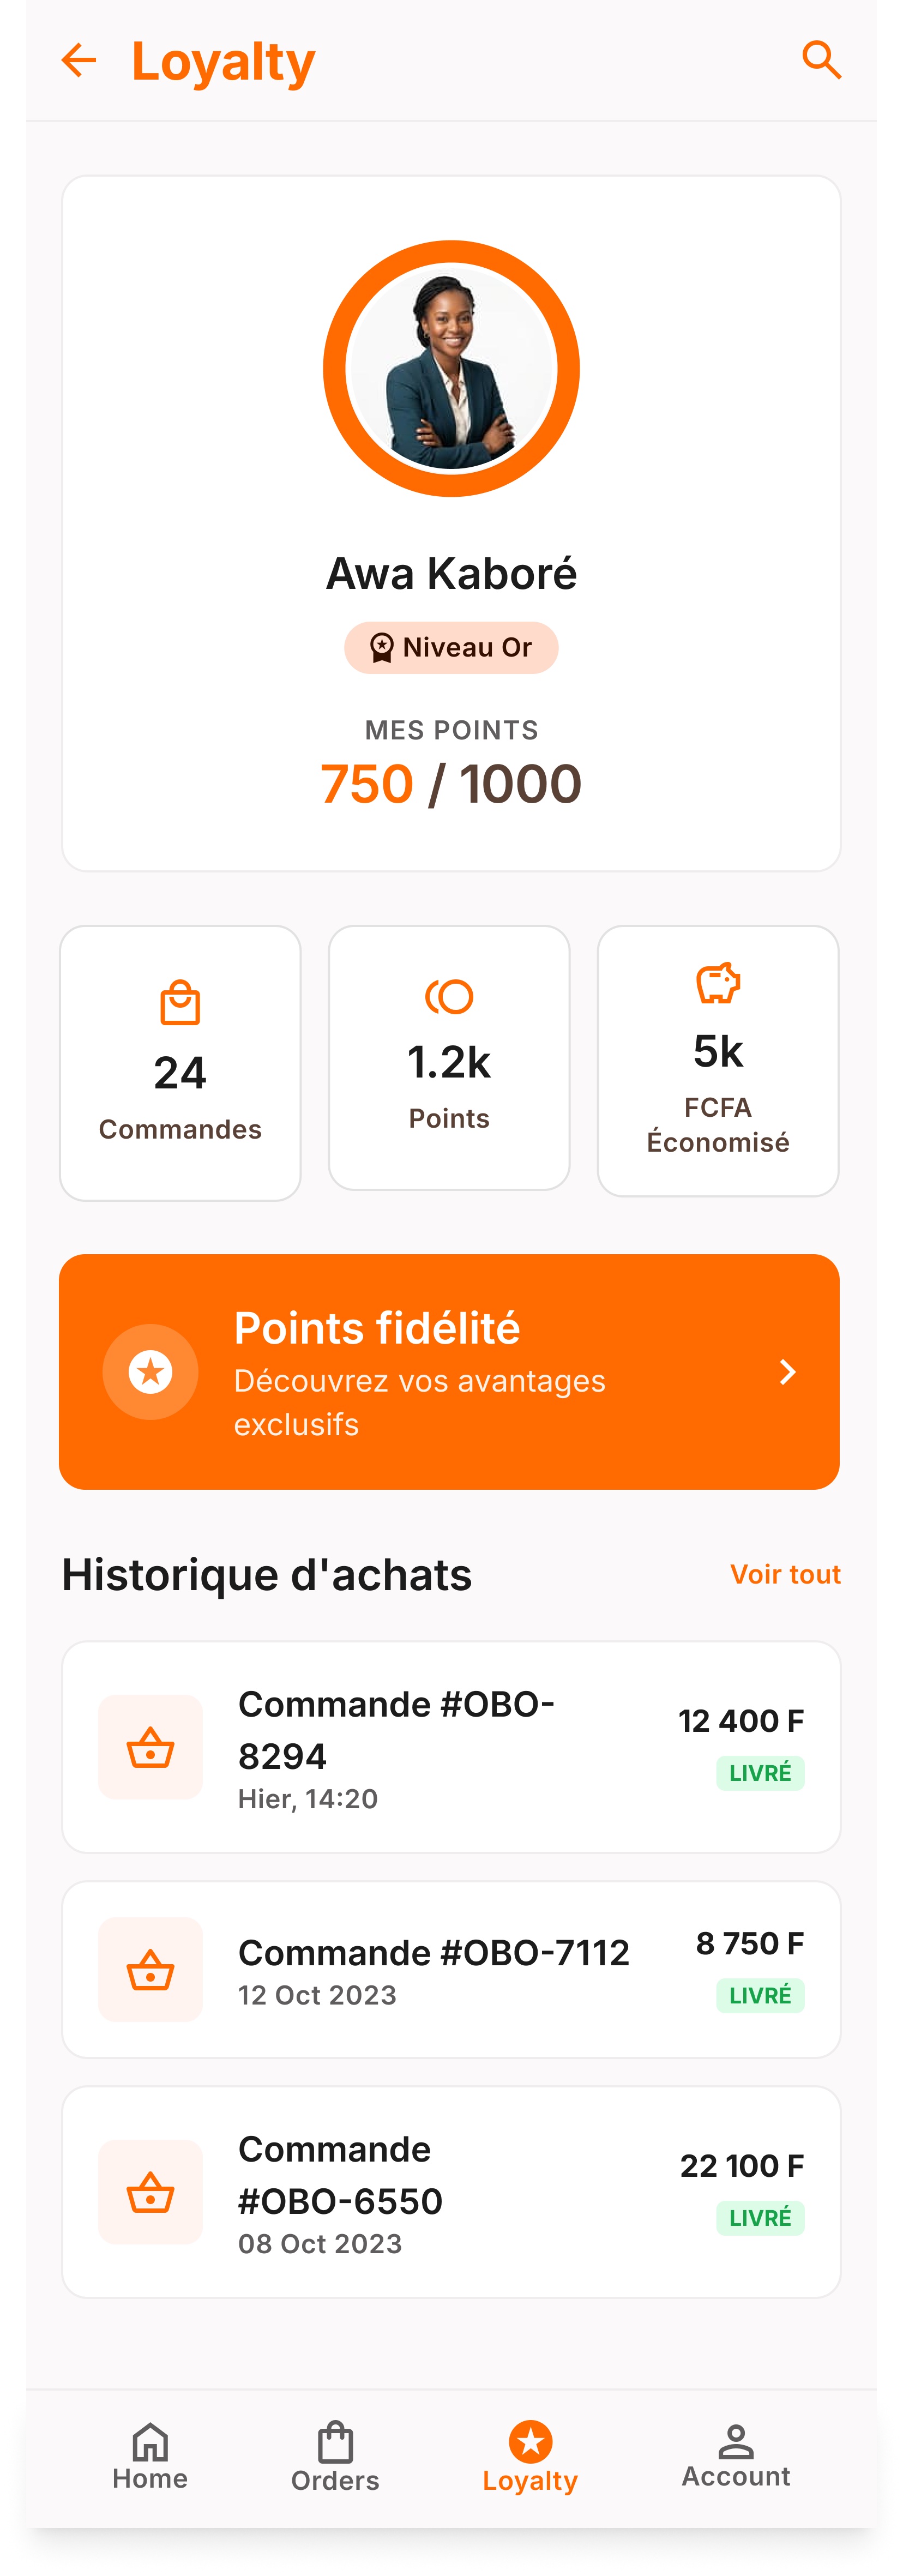 Loyalty
Awa Kaboré
Niveau Or
MES POINTS
750 / 1000
24
Commandes
1.2k
Points
5k
FCFA
Économisé
Points fidélité
Découvrez vos avantages
exclusifs
Historique d'achats
Voir tout
Commande #OBO-
8294
Hier, 14:20
12 400 F
LIVRÉ
Commande #OBO-7112
12 Oct 2023
8 750 F
LIVRÉ
Commande
#OBO-6550
08 Oct 2023
22 100 F
LIVRÉ
Home
Orders
Loyalty
Account